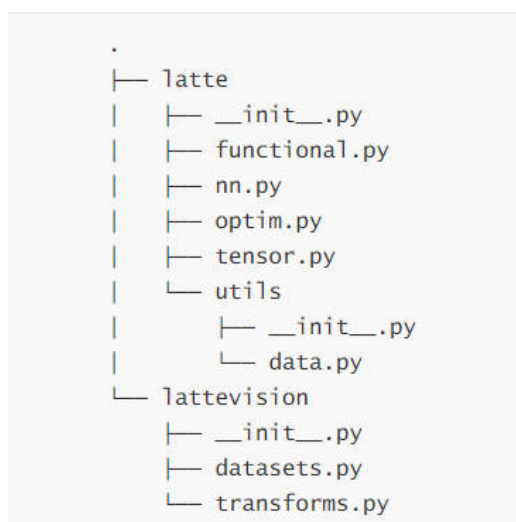 .
├── latte
│   ├── __init__.py
│   ├── functional.py
│   ├── nn.py
│   ├── optim.py
│   ├── tensor.py
│   └── utils
│       ├── __init__.py
│       └── data.py
└── lattevision
    ├── __init__.py
    ├── datasets.py
    └── transforms.py